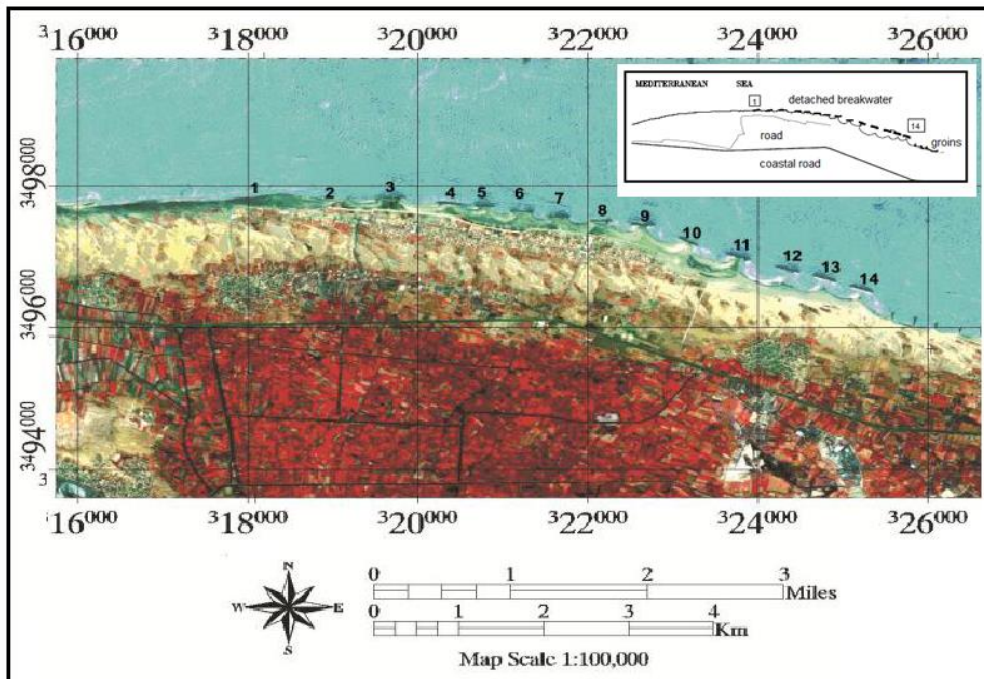 316000 318000 320000 322000 324000 326000
MEDITERRANEAN SEA
1 detached breakwater
14
road
groins
coastal road
3498000
1 2 3 4 5 6 7 8 9 10 11 12 13 14
3496000
3494000
3
316000 318000 320000 322000 324000 326000
N
W E
S
0 1 2 3
Miles
0 1 2 3 4
Km
Map Scale 1:100,000